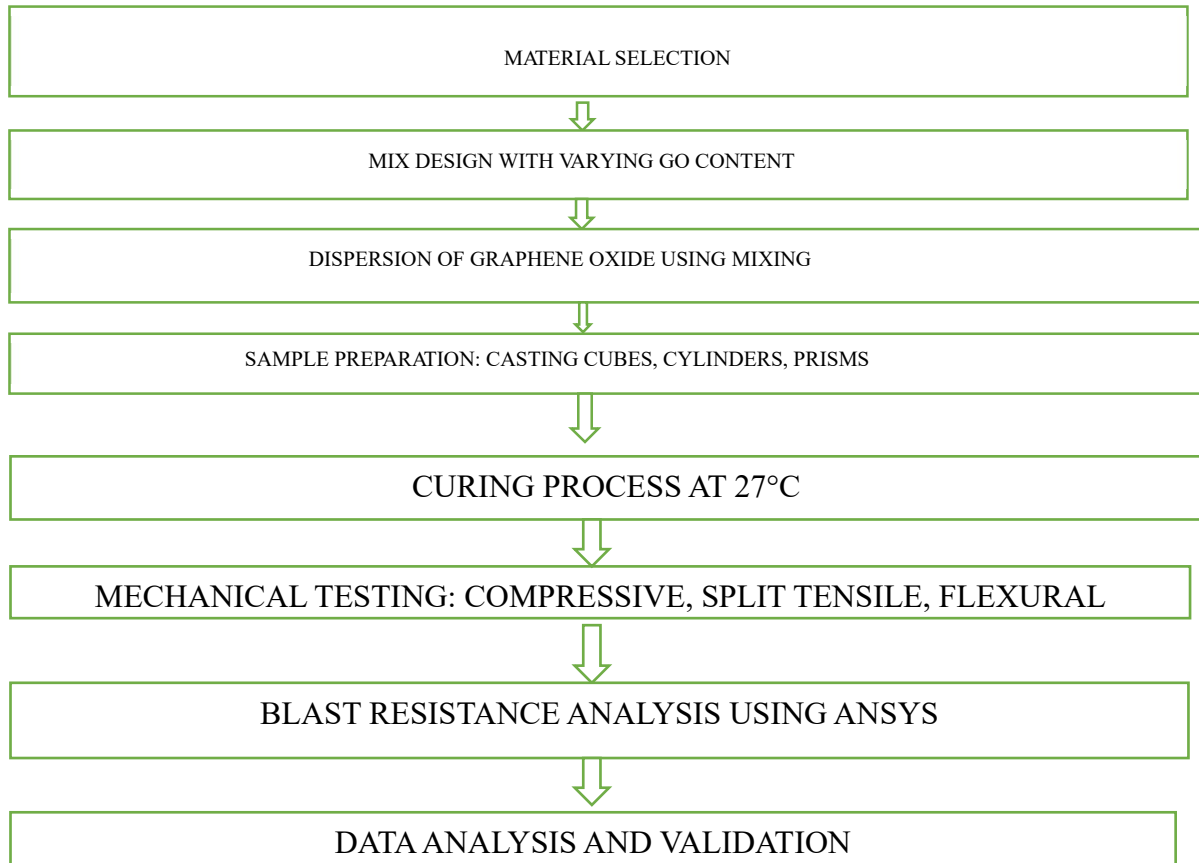 MATERIAL SELECTION
MIX DESIGN WITH VARYING GO CONTENT
DISPERSION OF GRAPHENE OXIDE USING MIXING
SAMPLE PREPARATION: CASTING CUBES, CYLINDERS, PRISMS
CURING PROCESS AT 27°C
MECHANICAL TESTING: COMPRESSIVE, SPLIT TENSILE, FLEXURAL
BLAST RESISTANCE ANALYSIS USING ANSYS
DATA ANALYSIS AND VALIDATION